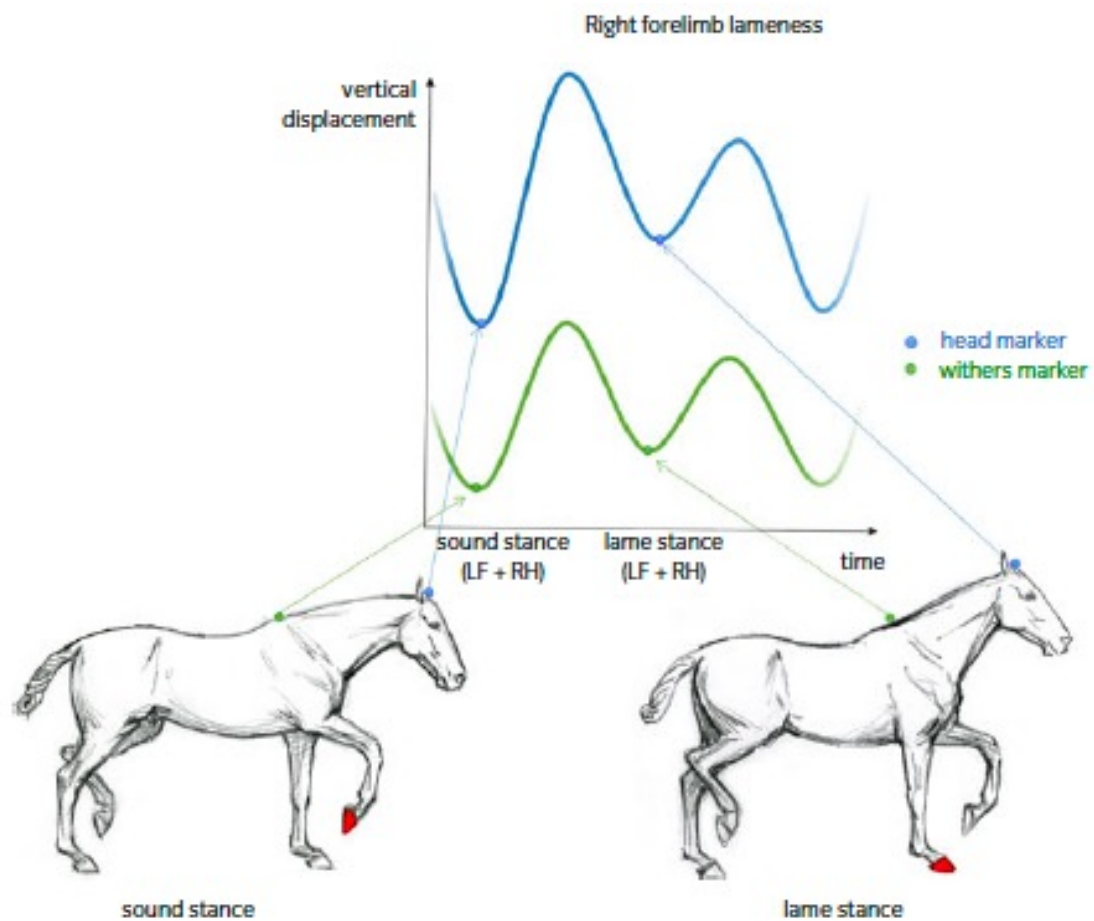 Right forelimb lameness
vertical
displacement
head marker
withers marker
sound stance
(LF + RH)
lame stance
(LF + RH)
time
sound stance
lame stance